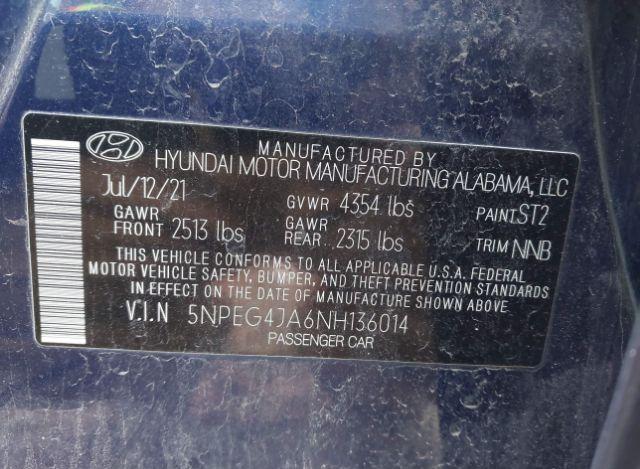 MANUFACTURED BY
HYUNDAI MOTOR MANUFACTURING ALABAMA, LLC
Jul/12/21 GVWR 4354 lbs PAINT ST2
GAWR FRONT 2513 lbs GAWR REAR 2315 lbs TRIM NNB
THIS VEHICLE CONFORMS TO ALL APPLICABLE U.S.A. FEDERAL
MOTOR VEHICLE SAFETY, BUMPER, AND THEFT PREVENTION STANDARDS
IN EFFECT ON THE DATE OF MANUFACTURE SHOWN ABOVE.
V.I.N 5NPEG4JA6NH136014
PASSENGER CAR